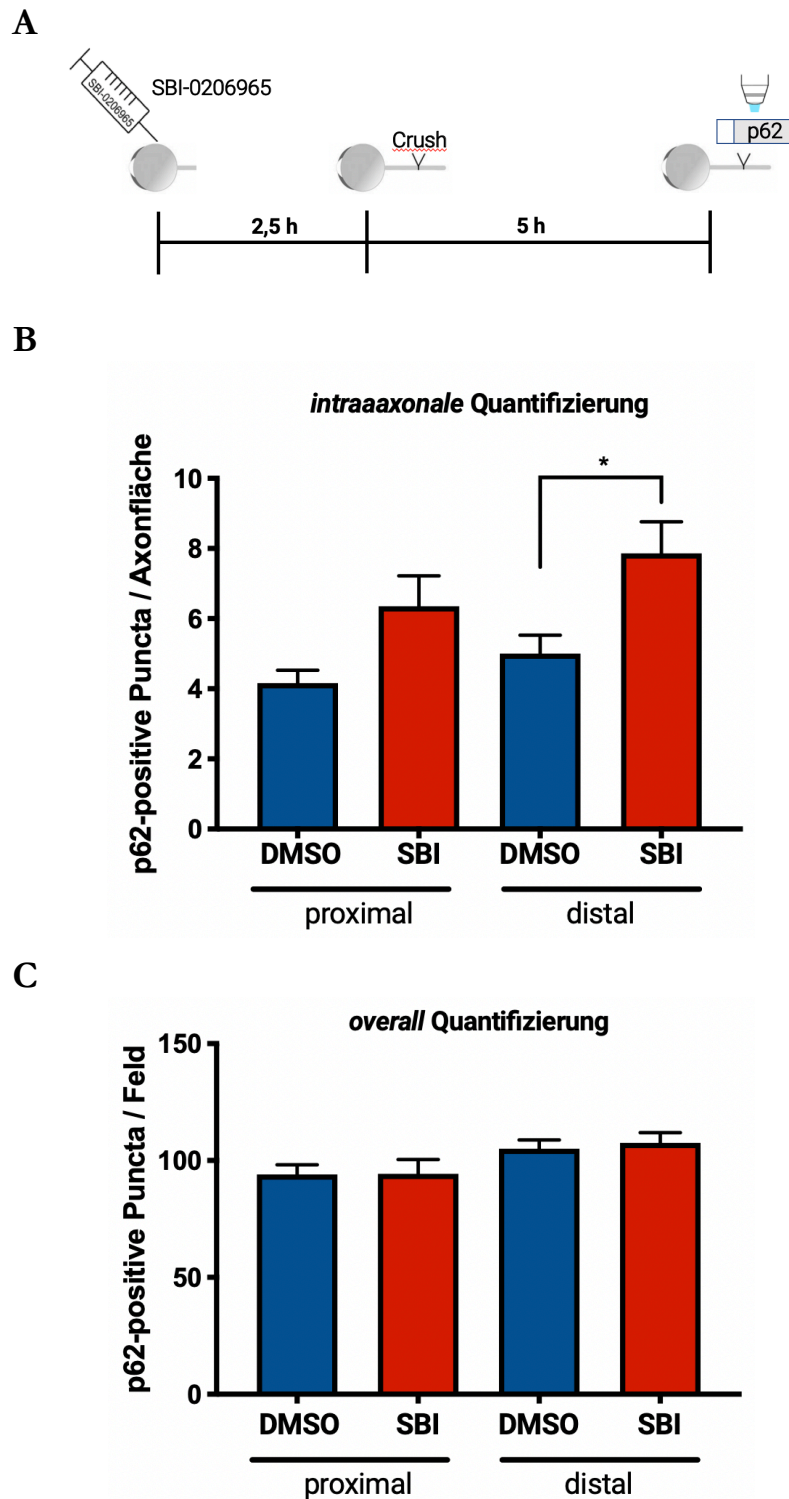 A
SBI-0206965
SBI-0206965
Crush
p62
2,5 h
5 h
B
intraaaxonale Quantifizierung
p62-positive Puncta / Axonfläche
10
*
8
6
4
2
0
DMSO SBI DMSO SBI
proximal distal
C
overall Quantifizierung
p62-positive Puncta / Feld
150
100
50
0
DMSO SBI DMSO SBI
proximal distal